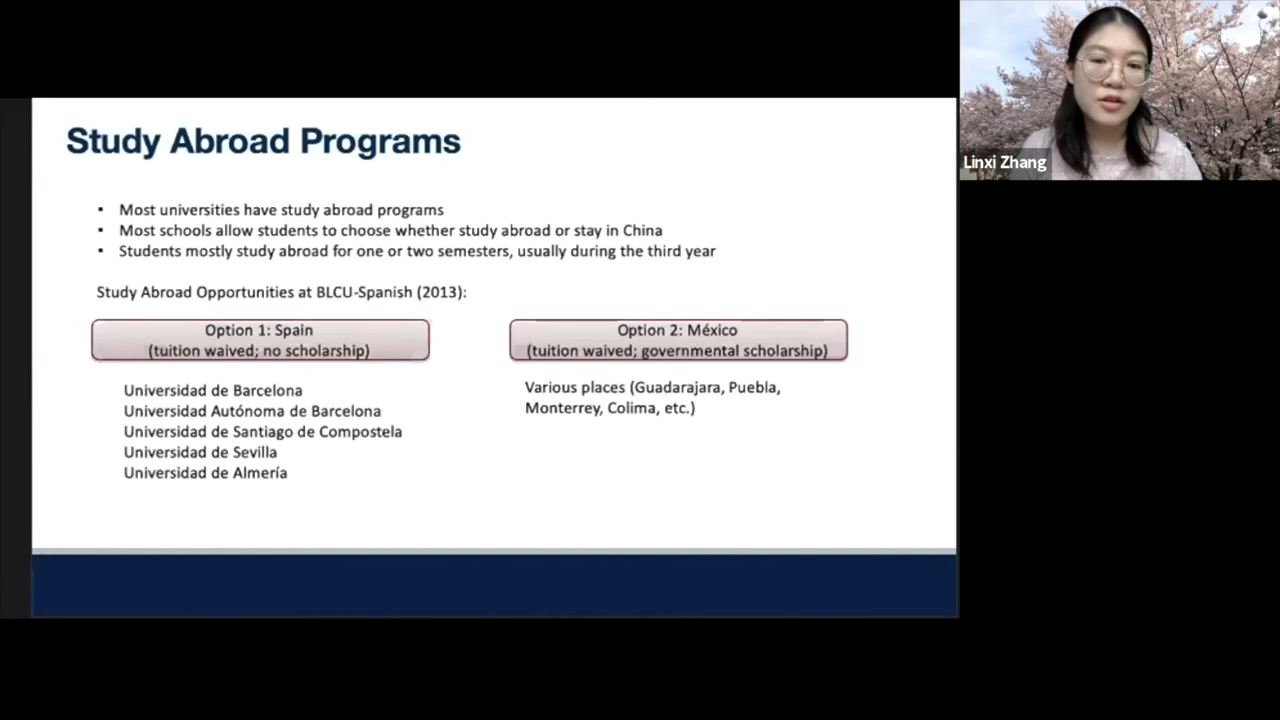 Study Abroad Programs
▪ Most universities have study abroad programs
▪ Most schools allow students to choose whether study abroad or stay in China
▪ Students mostly study abroad for one or two semesters, usually during the third year
Study Abroad Opportunities at BLCU-Spanish (2013):
Option 1: Spain
(tuition waived; no scholarship)
Universidad de Barcelona
Universidad Autónoma de Barcelona
Universidad de Santiago de Compostela
Universidad de Sevilla
Universidad de Almería
Option 2: México
(tuition waived; governmental scholarship)
Various places (Guadarajara, Puebla,
Monterrey, Colima, etc.)
Linxi Zhang